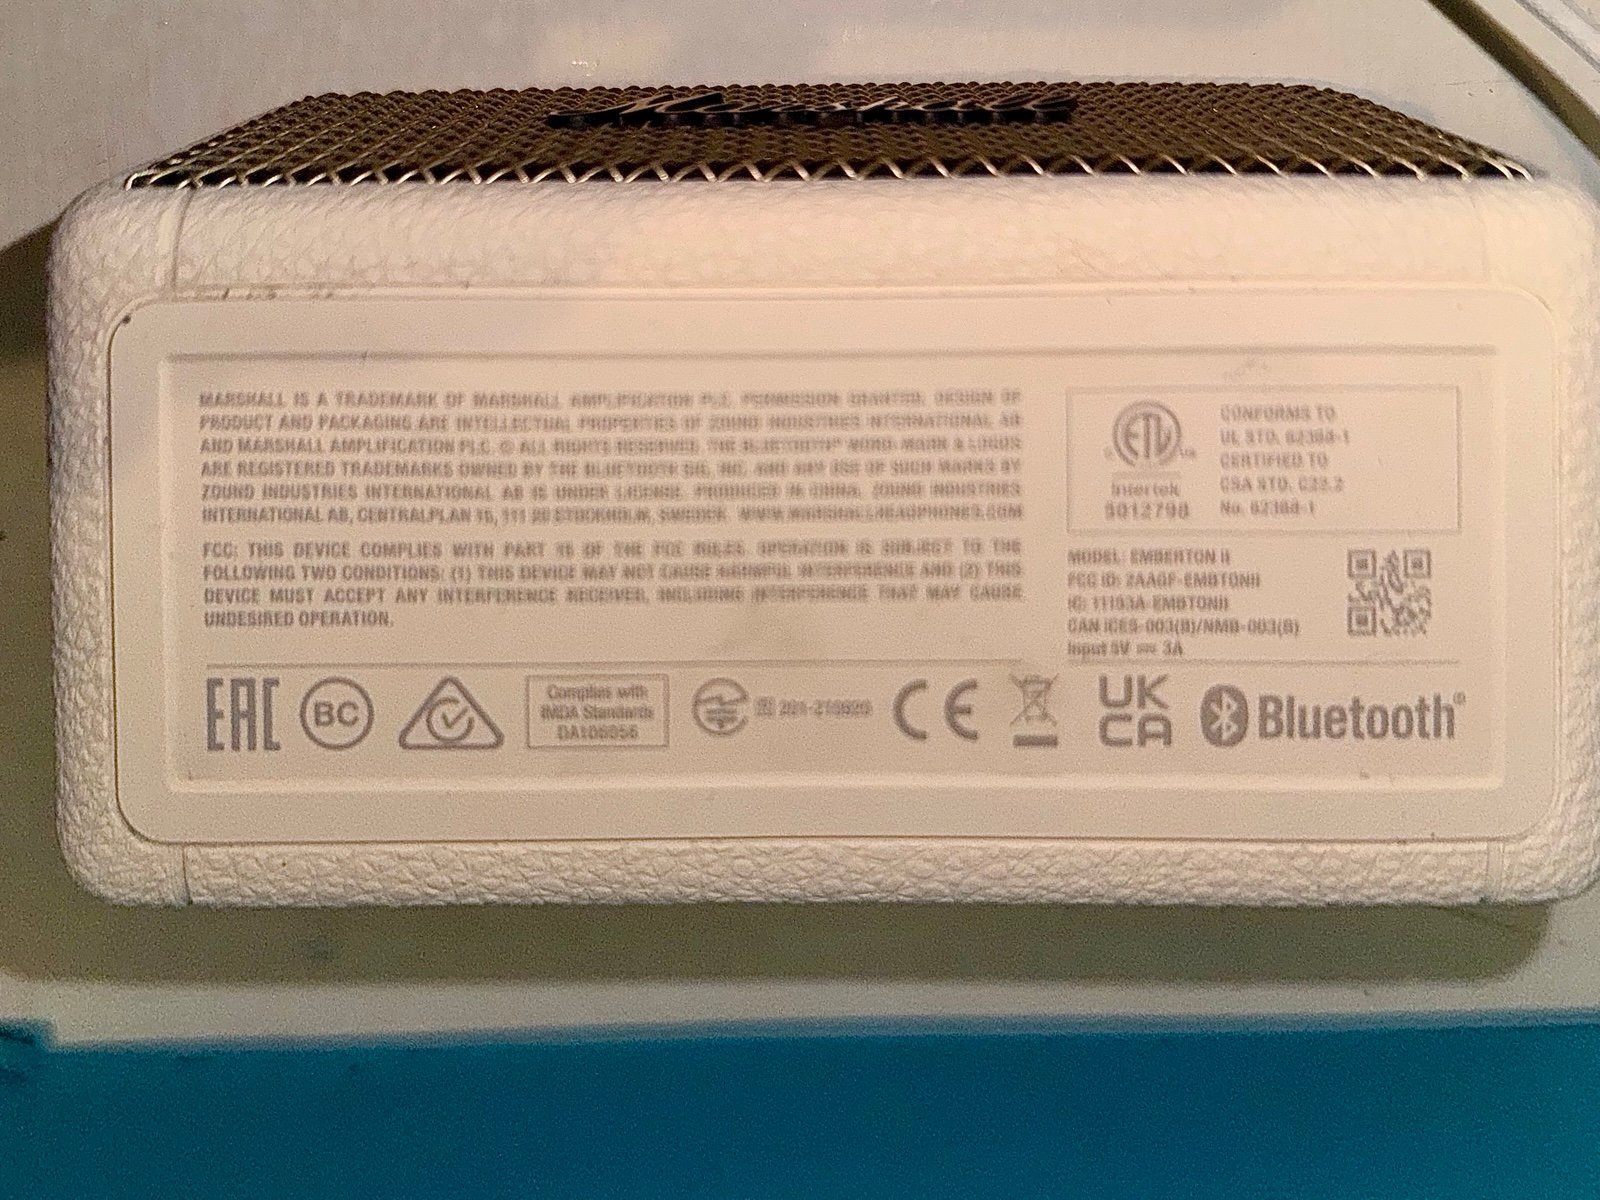 Marshall
MARSHALL IS A TRADEMARK OF MARSHALL AMPLIFICATION PLC. PERMISSION GRANTED. DESIGN OF
PRODUCT AND PACKAGING ARE INTELLECTUAL PROPERTIES OF ZOUND INDUSTRIES INTERNATIONAL AB
AND MARSHALL AMPLIFICATION PLC. © ALL RIGHTS RESERVED. THE BLUETOOTH® WORD MARK & LOGOS
ARE REGISTERED TRADEMARKS OWNED BY THE BLUETOOTH SIG, INC. AND ANY USE OF SUCH MARKS BY
ZOUND INDUSTRIES INTERNATIONAL AB IS UNDER LICENSE. PRODUCED IN CHINA. ZOUND INDUSTRIES
INTERNATIONAL AB, CENTRALPLAN 15, 111 20 STOCKHOLM, SWEDEN. WWW.MARSHALLHEADPHONES.COM
FCC: THIS DEVICE COMPLIES WITH PART 15 OF THE FCC RULES. OPERATION IS SUBJECT TO THE
FOLLOWING TWO CONDITIONS: (1) THIS DEVICE MAY NOT CAUSE HARMFUL INTERFERENCE AND (2) THIS
DEVICE MUST ACCEPT ANY INTERFERENCE RECEIVED, INCLUDING INTERFERENCE THAT MAY CAUSE
UNDESIRED OPERATION.
ETL
Intertek
5012798
CONFORMS TO
UL STD. 62368-1
CERTIFIED TO
CSA STD. C22.2
No. 62368-1
MODEL: EMBERTON II
FCC ID: 2AAGF-EMBTONII
IC: 11153A-EMBTONII
CAN ICES-003(B)/NMB-003(B)
Input 5V ⎓ 3A
EAC
BC
Complies with
IMDA Standards
DA106056
CE
UK
CA
Bluetooth®